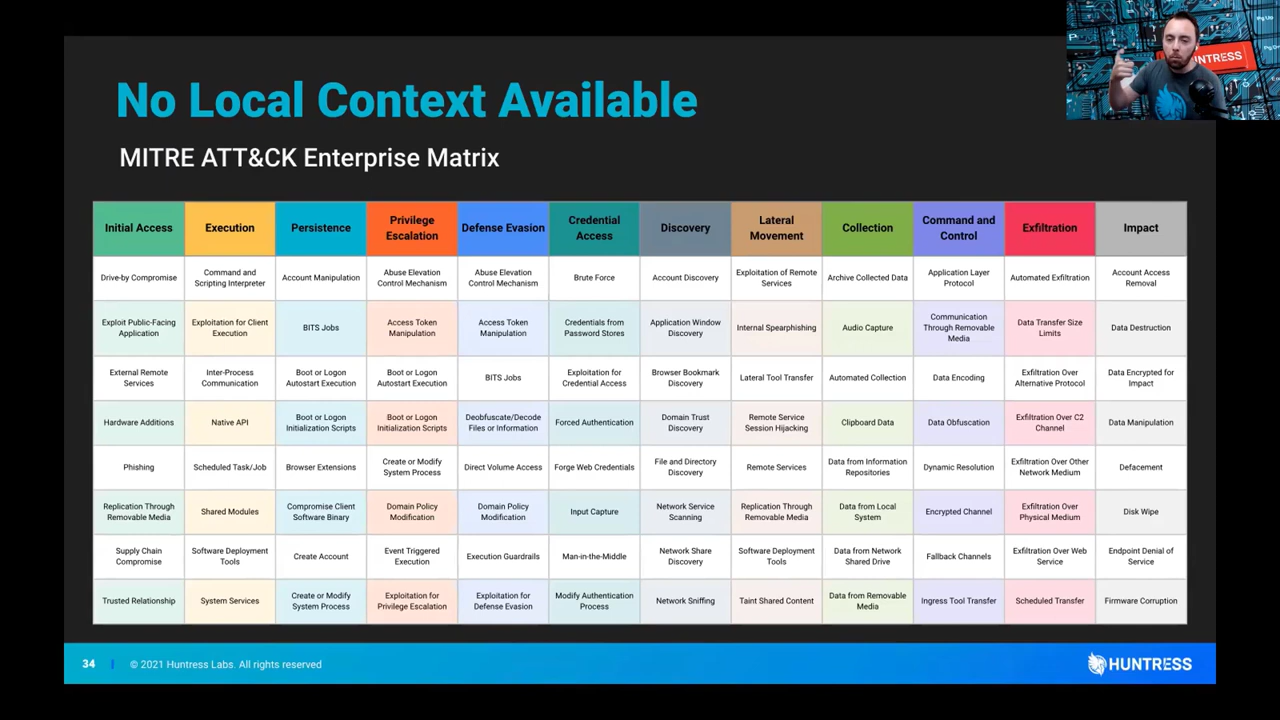 No Local Context Available
MITRE ATT&CK Enterprise Matrix
Initial Access
Execution
Persistence
Privilege
Escalation
Defense Evasion
Credential
Access
Discovery
Lateral
Movement
Collection
Command and
Control
Exfiltration
Impact
Drive-by Compromise
Command and
Scripting Interpreter
Account Manipulation
Abuse Elevation
Control Mechanism
Abuse Elevation
Control Mechanism
Brute Force
Account Discovery
Exploitation of Remote
Services
Archive Collected Data
Application Layer
Protocol
Automated Exfiltration
Account Access
Removal
Exploit Public-Facing
Application
Exploitation for Client
Execution
BITS Jobs
Access Token
Manipulation
Access Token
Manipulation
Credentials from
Password Stores
Application Window
Discovery
Internal Spearphishing
Audio Capture
Communication
Through Removable
Media
Data Transfer Size
Limits
Data Destruction
External Remote
Services
Inter-Process
Communication
Boot or Logon
Autostart Execution
Boot or Logon
Autostart Execution
BITS Jobs
Exploitation for
Credential Access
Browser Bookmark
Discovery
Lateral Tool Transfer
Automated Collection
Data Encoding
Exfiltration Over
Alternative Protocol
Data Encrypted for
Impact
Hardware Additions
Native API
Boot or Logon
Initialization Scripts
Boot or Logon
Initialization Scripts
Deobfuscate/Decode
Files or Information
Forced Authentication
Domain Trust
Discovery
Remote Service
Session Hijacking
Clipboard Data
Data Obfuscation
Exfiltration Over C2
Channel
Data Manipulation
Phishing
Scheduled Task/Job
Browser Extensions
Create or Modify
System Process
Direct Volume Access
Forge Web Credentials
File and Directory
Discovery
Remote Services
Data from Information
Repositories
Dynamic Resolution
Exfiltration Over Other
Network Medium
Defacement
Replication Through
Removable Media
Shared Modules
Compromise Client
Software Binary
Domain Policy
Modification
Domain Policy
Modification
Input Capture
Network Service
Scanning
Replication Through
Removable Media
Data from Local
System
Encrypted Channel
Exfiltration Over
Physical Medium
Disk Wipe
Supply Chain
Compromise
Software Deployment
Tools
Create Account
Event Triggered
Execution
Execution Guardrails
Man-in-the-Middle
Network Share
Discovery
Software Deployment
Tools
Data from Network
Shared Drive
Fallback Channels
Exfiltration Over Web
Service
Endpoint Denial of
Service
Trusted Relationship
System Services
Create or Modify
System Process
Exploitation for
Privilege Escalation
Exploitation for
Defense Evasion
Modify Authentication
Process
Network Sniffing
Taint Shared Content
Data from Removable
Media
Ingress Tool Transfer
Scheduled Transfer
Firmware Corruption
34
© 2021 Huntress Labs. All rights reserved
HUNTRESS